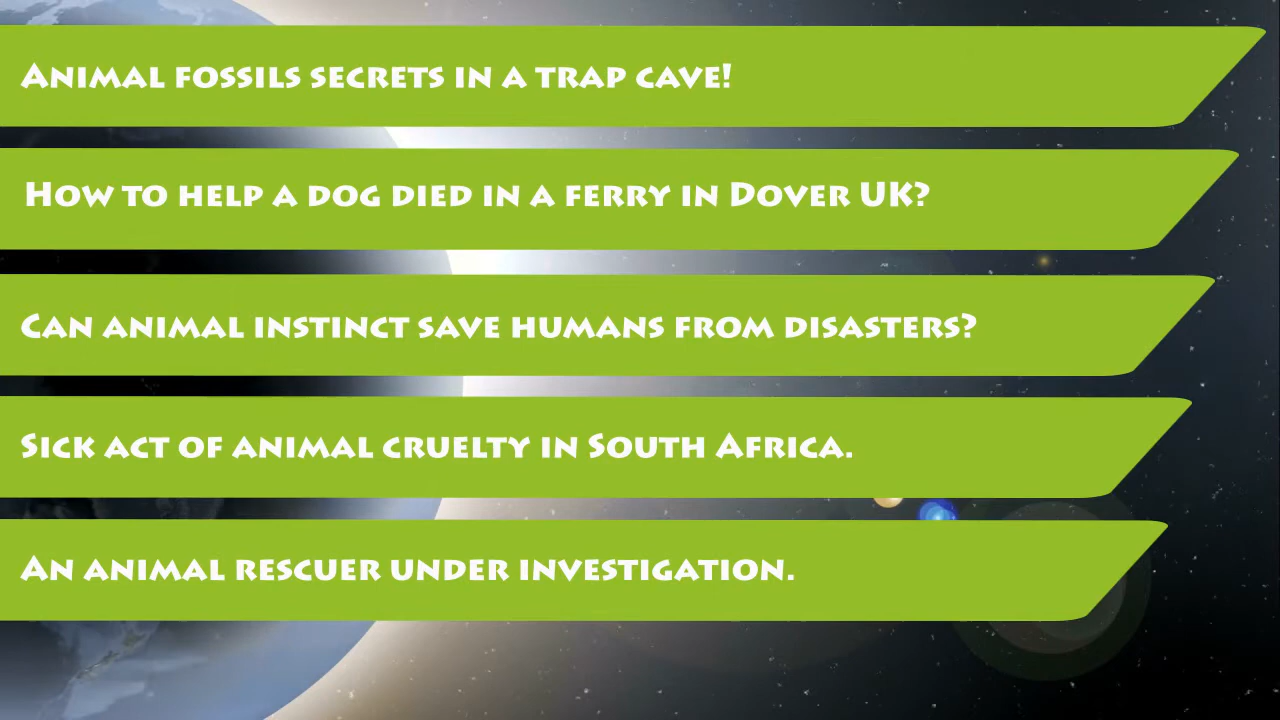 Animal fossils secrets in a trap cave!
How to help a dog died in a ferry in Dover UK?
Can animal instinct save humans from disasters?
Sick act of animal cruelty in South Africa.
An animal rescuer under investigation.